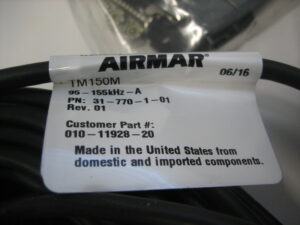 AIRMAR®
06/16
TM150M
95-155kHz-A
PN: 31-770-1-01
Rev. 01
Customer Part #:
010-11928-20
Made in the United States from
domestic and imported components.